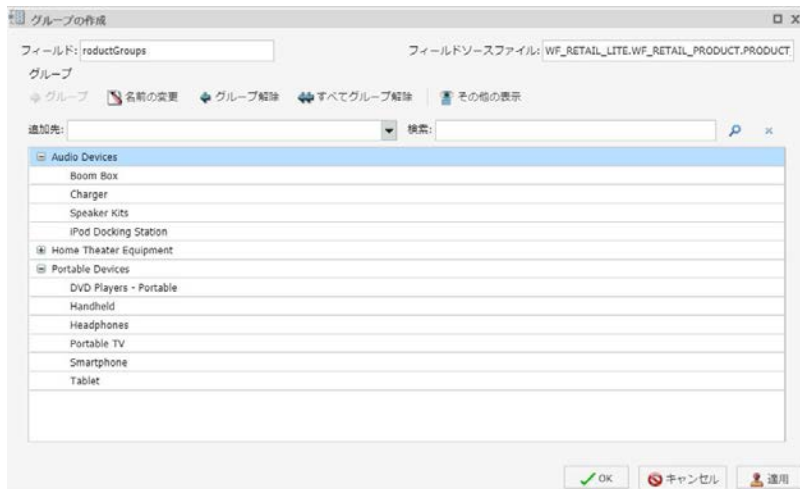 グループの作成
フィールド: roductGroups フィールドソースファイル: WF_RETAIL_LITE.WF_RETAIL_PRODUCT.PRODUCT
グループ
グループ 名前の変更 グループ解除 すべてグループ解除 その他の表示
追加先: 検索:
Audio Devices
Boom Box
Charger
Speaker Kits
iPod Docking Station
Home Theater Equipment
Portable Devices
DVD Players - Portable
Handheld
Headphones
Portable TV
Smartphone
Tablet
OK キャンセル 適用